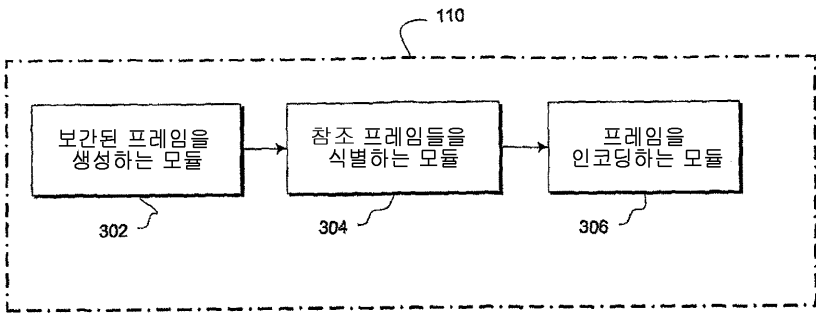 110
보간된 프레임을
생성하는 모듈
참조 프레임들을
식별하는 모듈
프레임을
인코딩하는 모듈
302
304
306